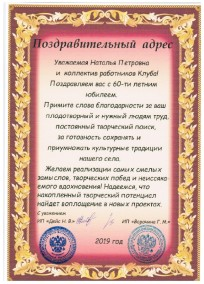 Поздравительный адрес
Уважаемая Наталья Петровна
и коллектив работников Клуба!
Поздравляем вас с 60-ти летним
юбилеем.
Примите слова благодарности за ваш
плодотворный и нужный людям труд,
постоянный творческий поиск,
за готовность сохранять и
приумножать культурные традиции
нашего села.
Желаем реализации самых смелых
замыслов, творческих побед и неиссяка
емого вдохновения! Надеемся, что
накопленный творческий потенциал
найдет воплощение в новых проектах.
С уважением
ИП «Дейс Н. В» ИП «Воронина Г. М.»
2019 год